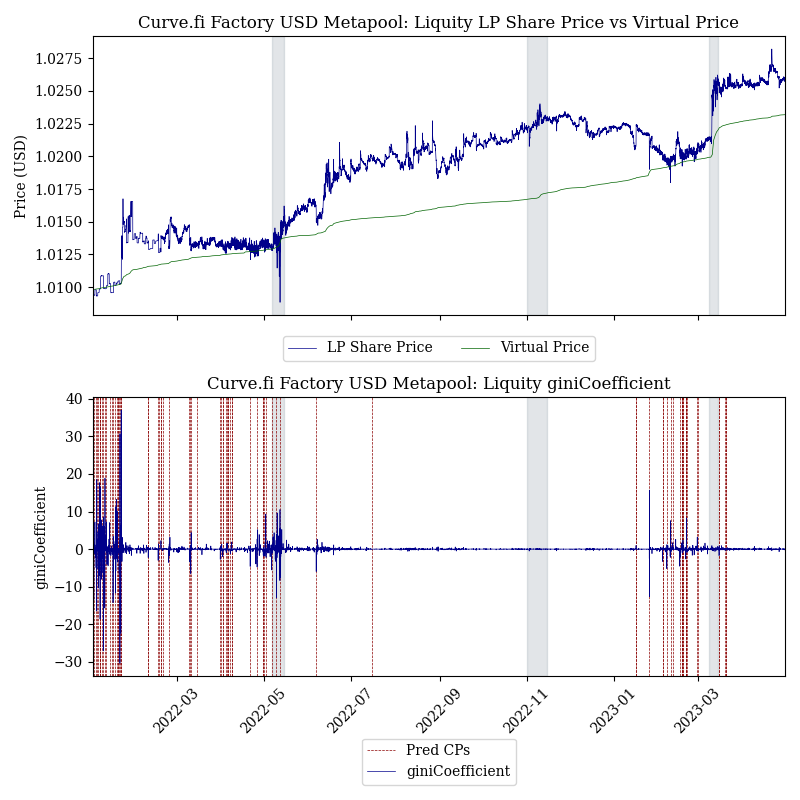 Curve.fi Factory USD Metapool: Liquity LP Share Price vs Virtual Price
Price (USD)
1.0275
1.0250
1.0225
1.0200
1.0175
1.0150
1.0125
1.0100
LP Share Price
Virtual Price
Curve.fi Factory USD Metapool: Liquity giniCoefficient
giniCoefficient
40
30
20
10
0
−10
−20
−30
2022-03
2022-05
2022-07
2022-09
2022-11
2023-01
2023-03
Pred CPs
giniCoefficient